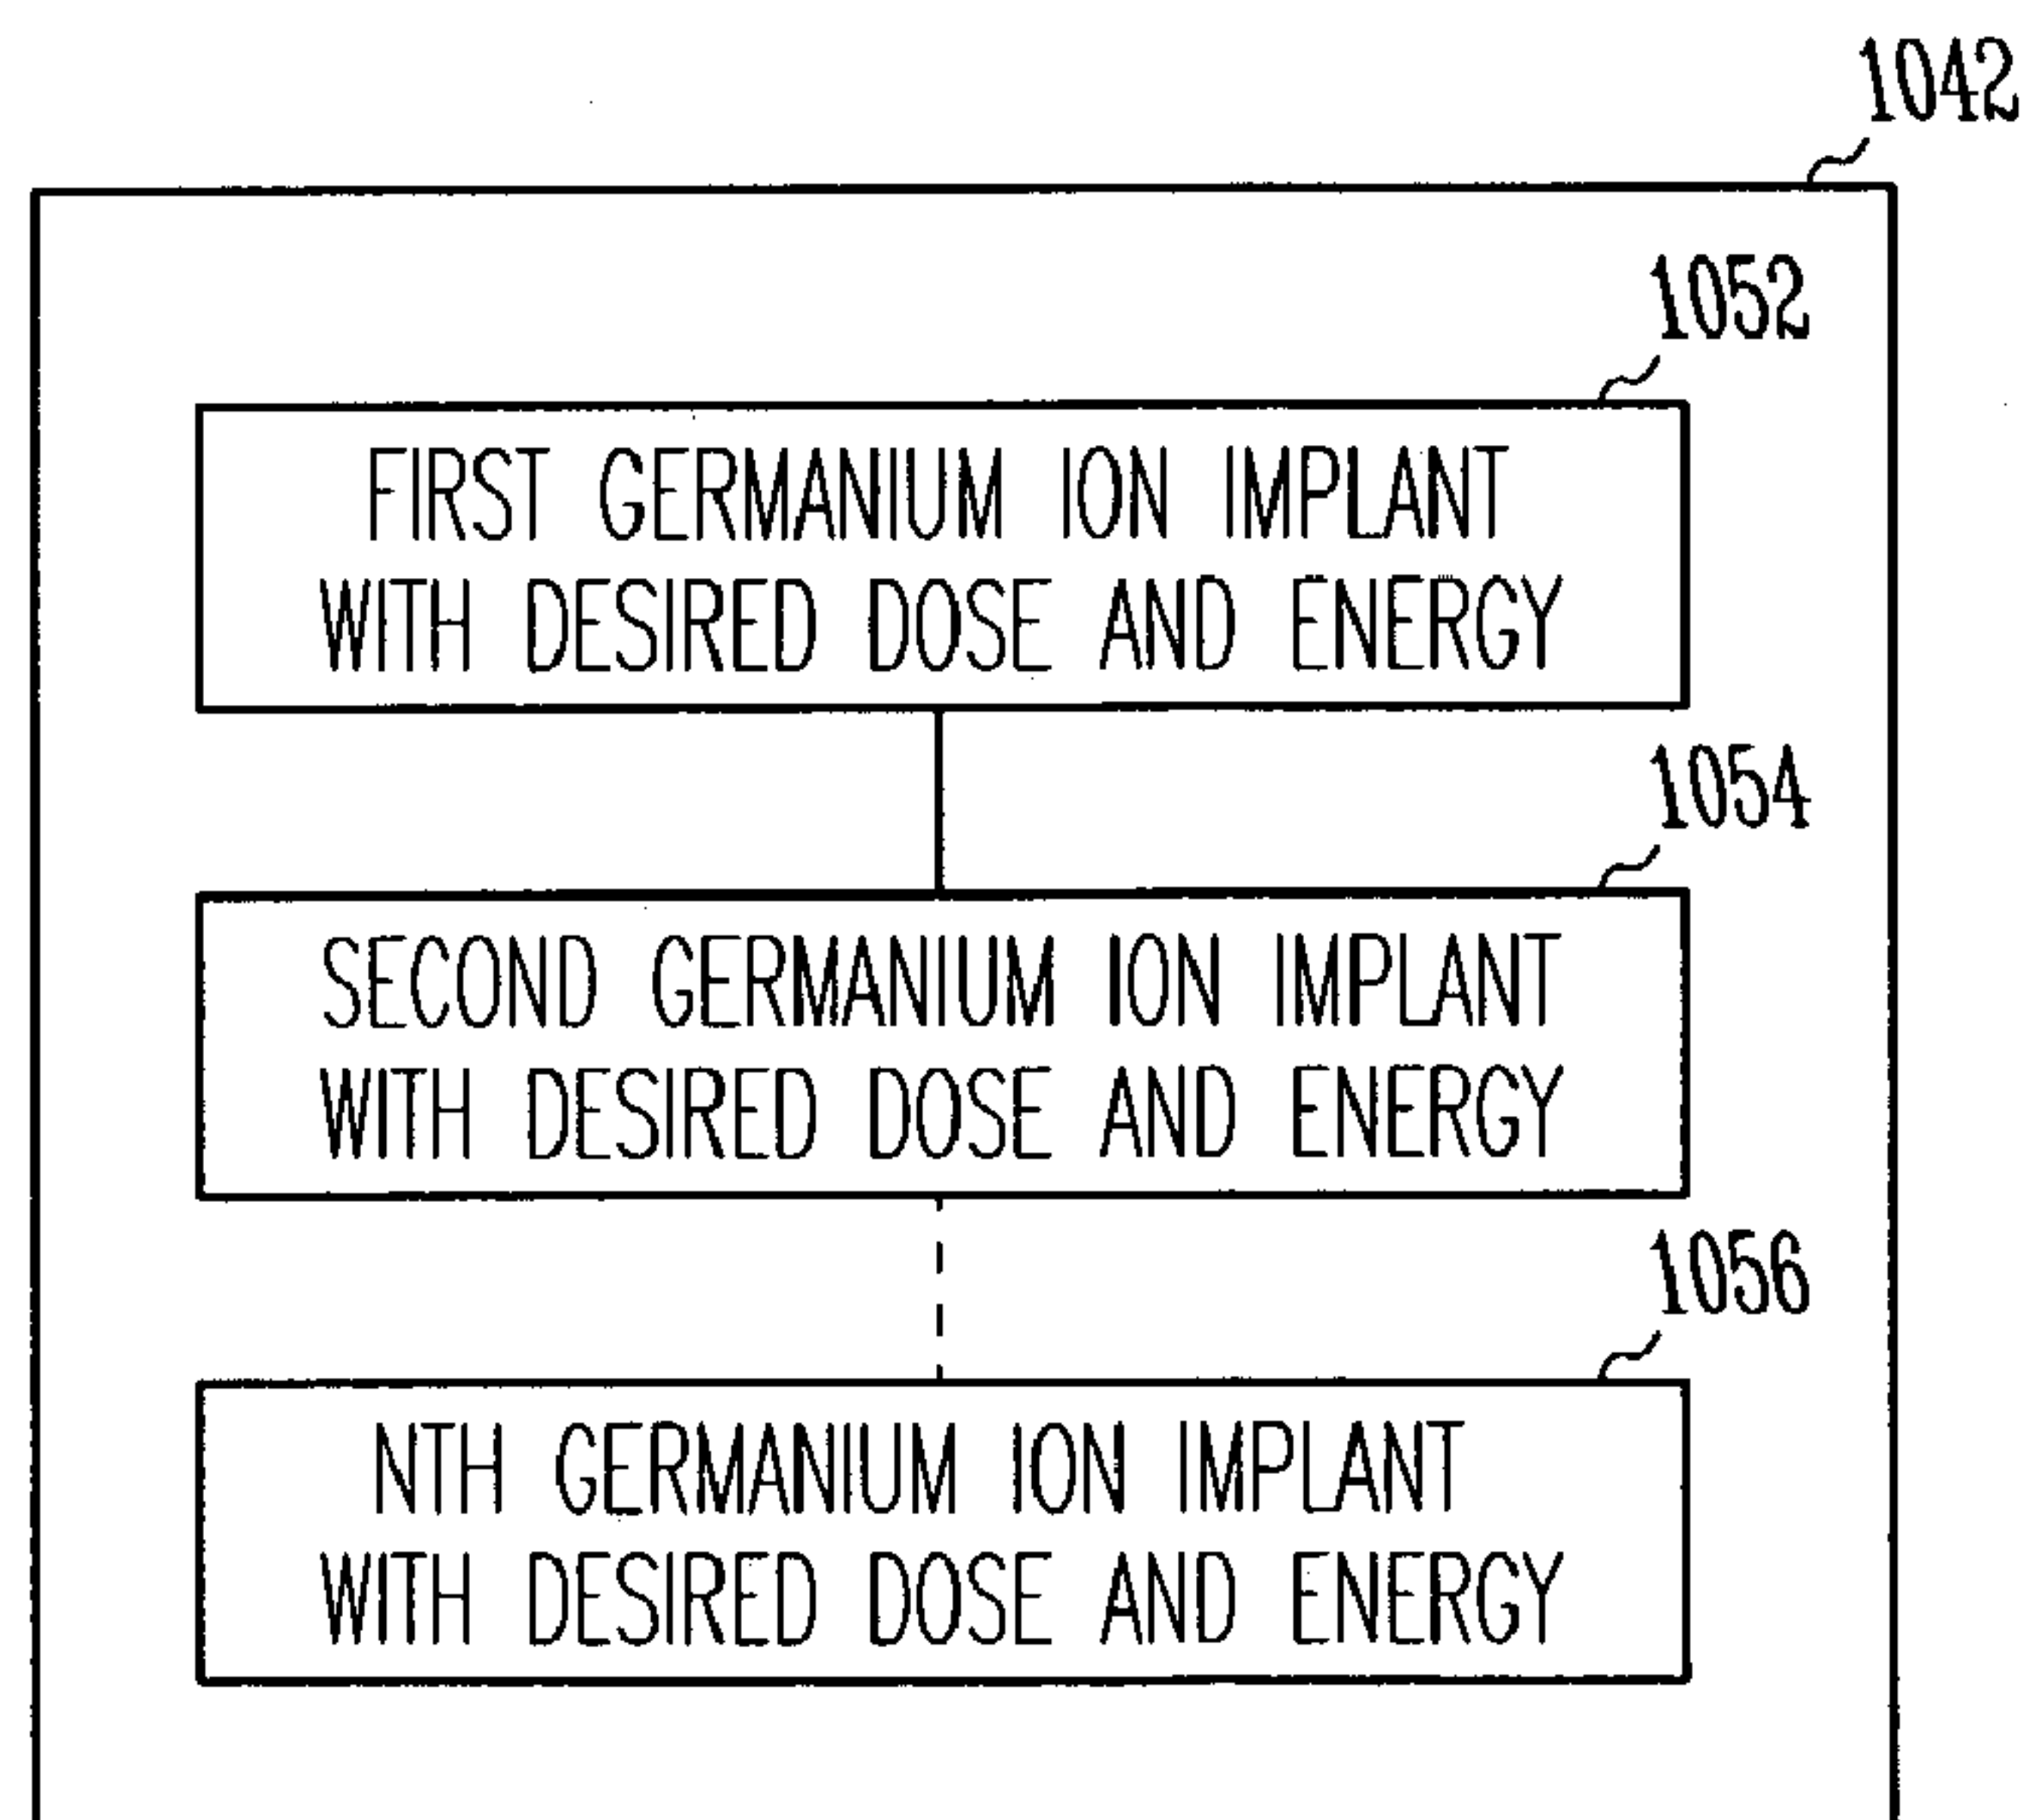 1042
1052
FIRST GERMANIUM ION IMPLANT
WITH DESIRED DOSE AND ENERGY
1054
SECOND GERMANIUM ION IMPLANT
WITH DESIRED DOSE AND ENERGY
1056
NTH GERMANIUM ION IMPLANT
WITH DESIRED DOSE AND ENERGY